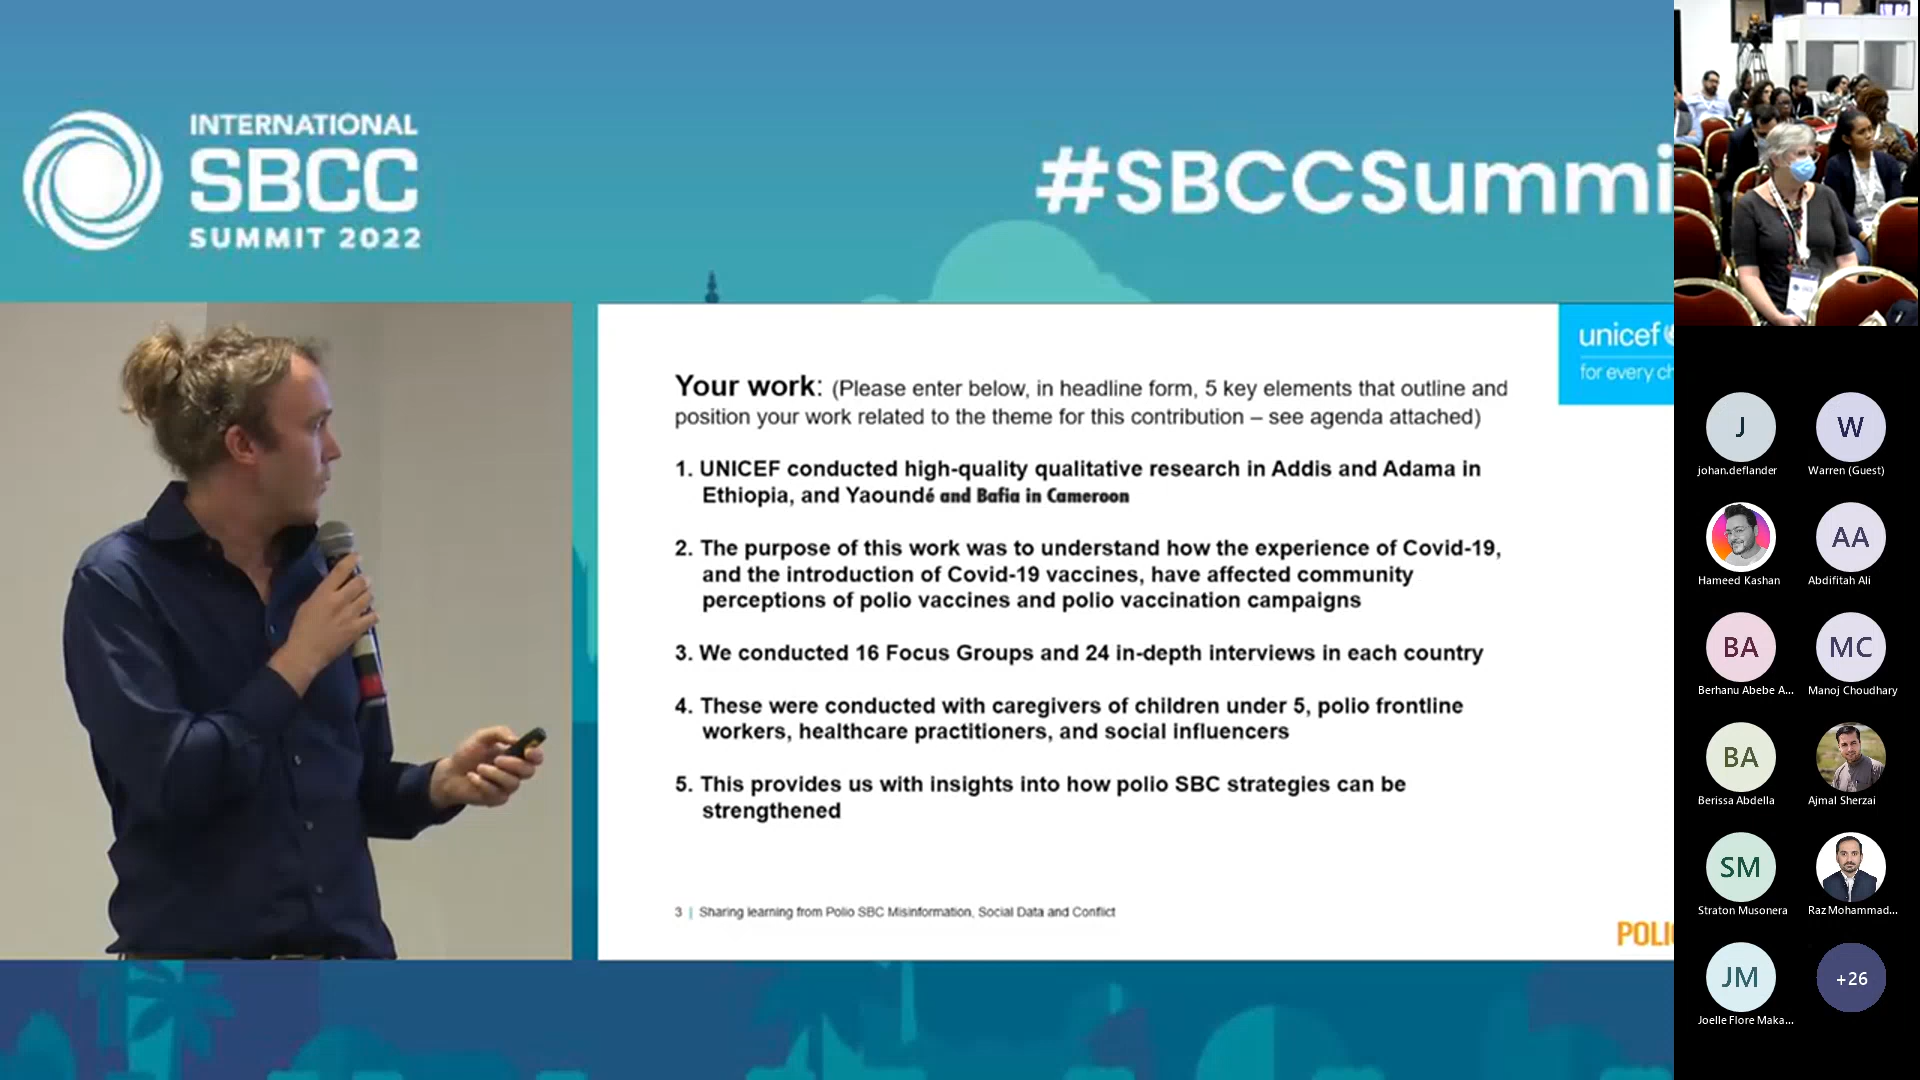 INTERNATIONAL
SBCC
SUMMIT 2022
#SBCCSummi
unicef
for every ch
Your work: (Please enter below, in headline form, 5 key elements that outline and
position your work related to the theme for this contribution – see agenda attached)
1. UNICEF conducted high-quality qualitative research in Addis and Adama in
Ethiopia, and Yaoundé and Bafia in Cameroon
2. The purpose of this work was to understand how the experience of Covid-19,
and the introduction of Covid-19 vaccines, have affected community
perceptions of polio vaccines and polio vaccination campaigns
3. We conducted 16 Focus Groups and 24 in-depth interviews in each country
4. These were conducted with caregivers of children under 5, polio frontline
workers, healthcare practitioners, and social influencers
5. This provides us with insights into how polio SBC strategies can be
strengthened
3 | Sharing learning from Polio SBC Misinformation, Social Data and Conflict
POLI
J
johan.deflander
W
Warren (Guest)
Hameed Kashan
AA
Abdifitah Ali
BA
Berhanu Abebe A...
MC
Manoj Choudhary
BA
Berissa Abdella
Ajmal Sherzai
SM
Straton Musonera
Raz Mohammad...
JM
Joelle Flore Maka...
+26